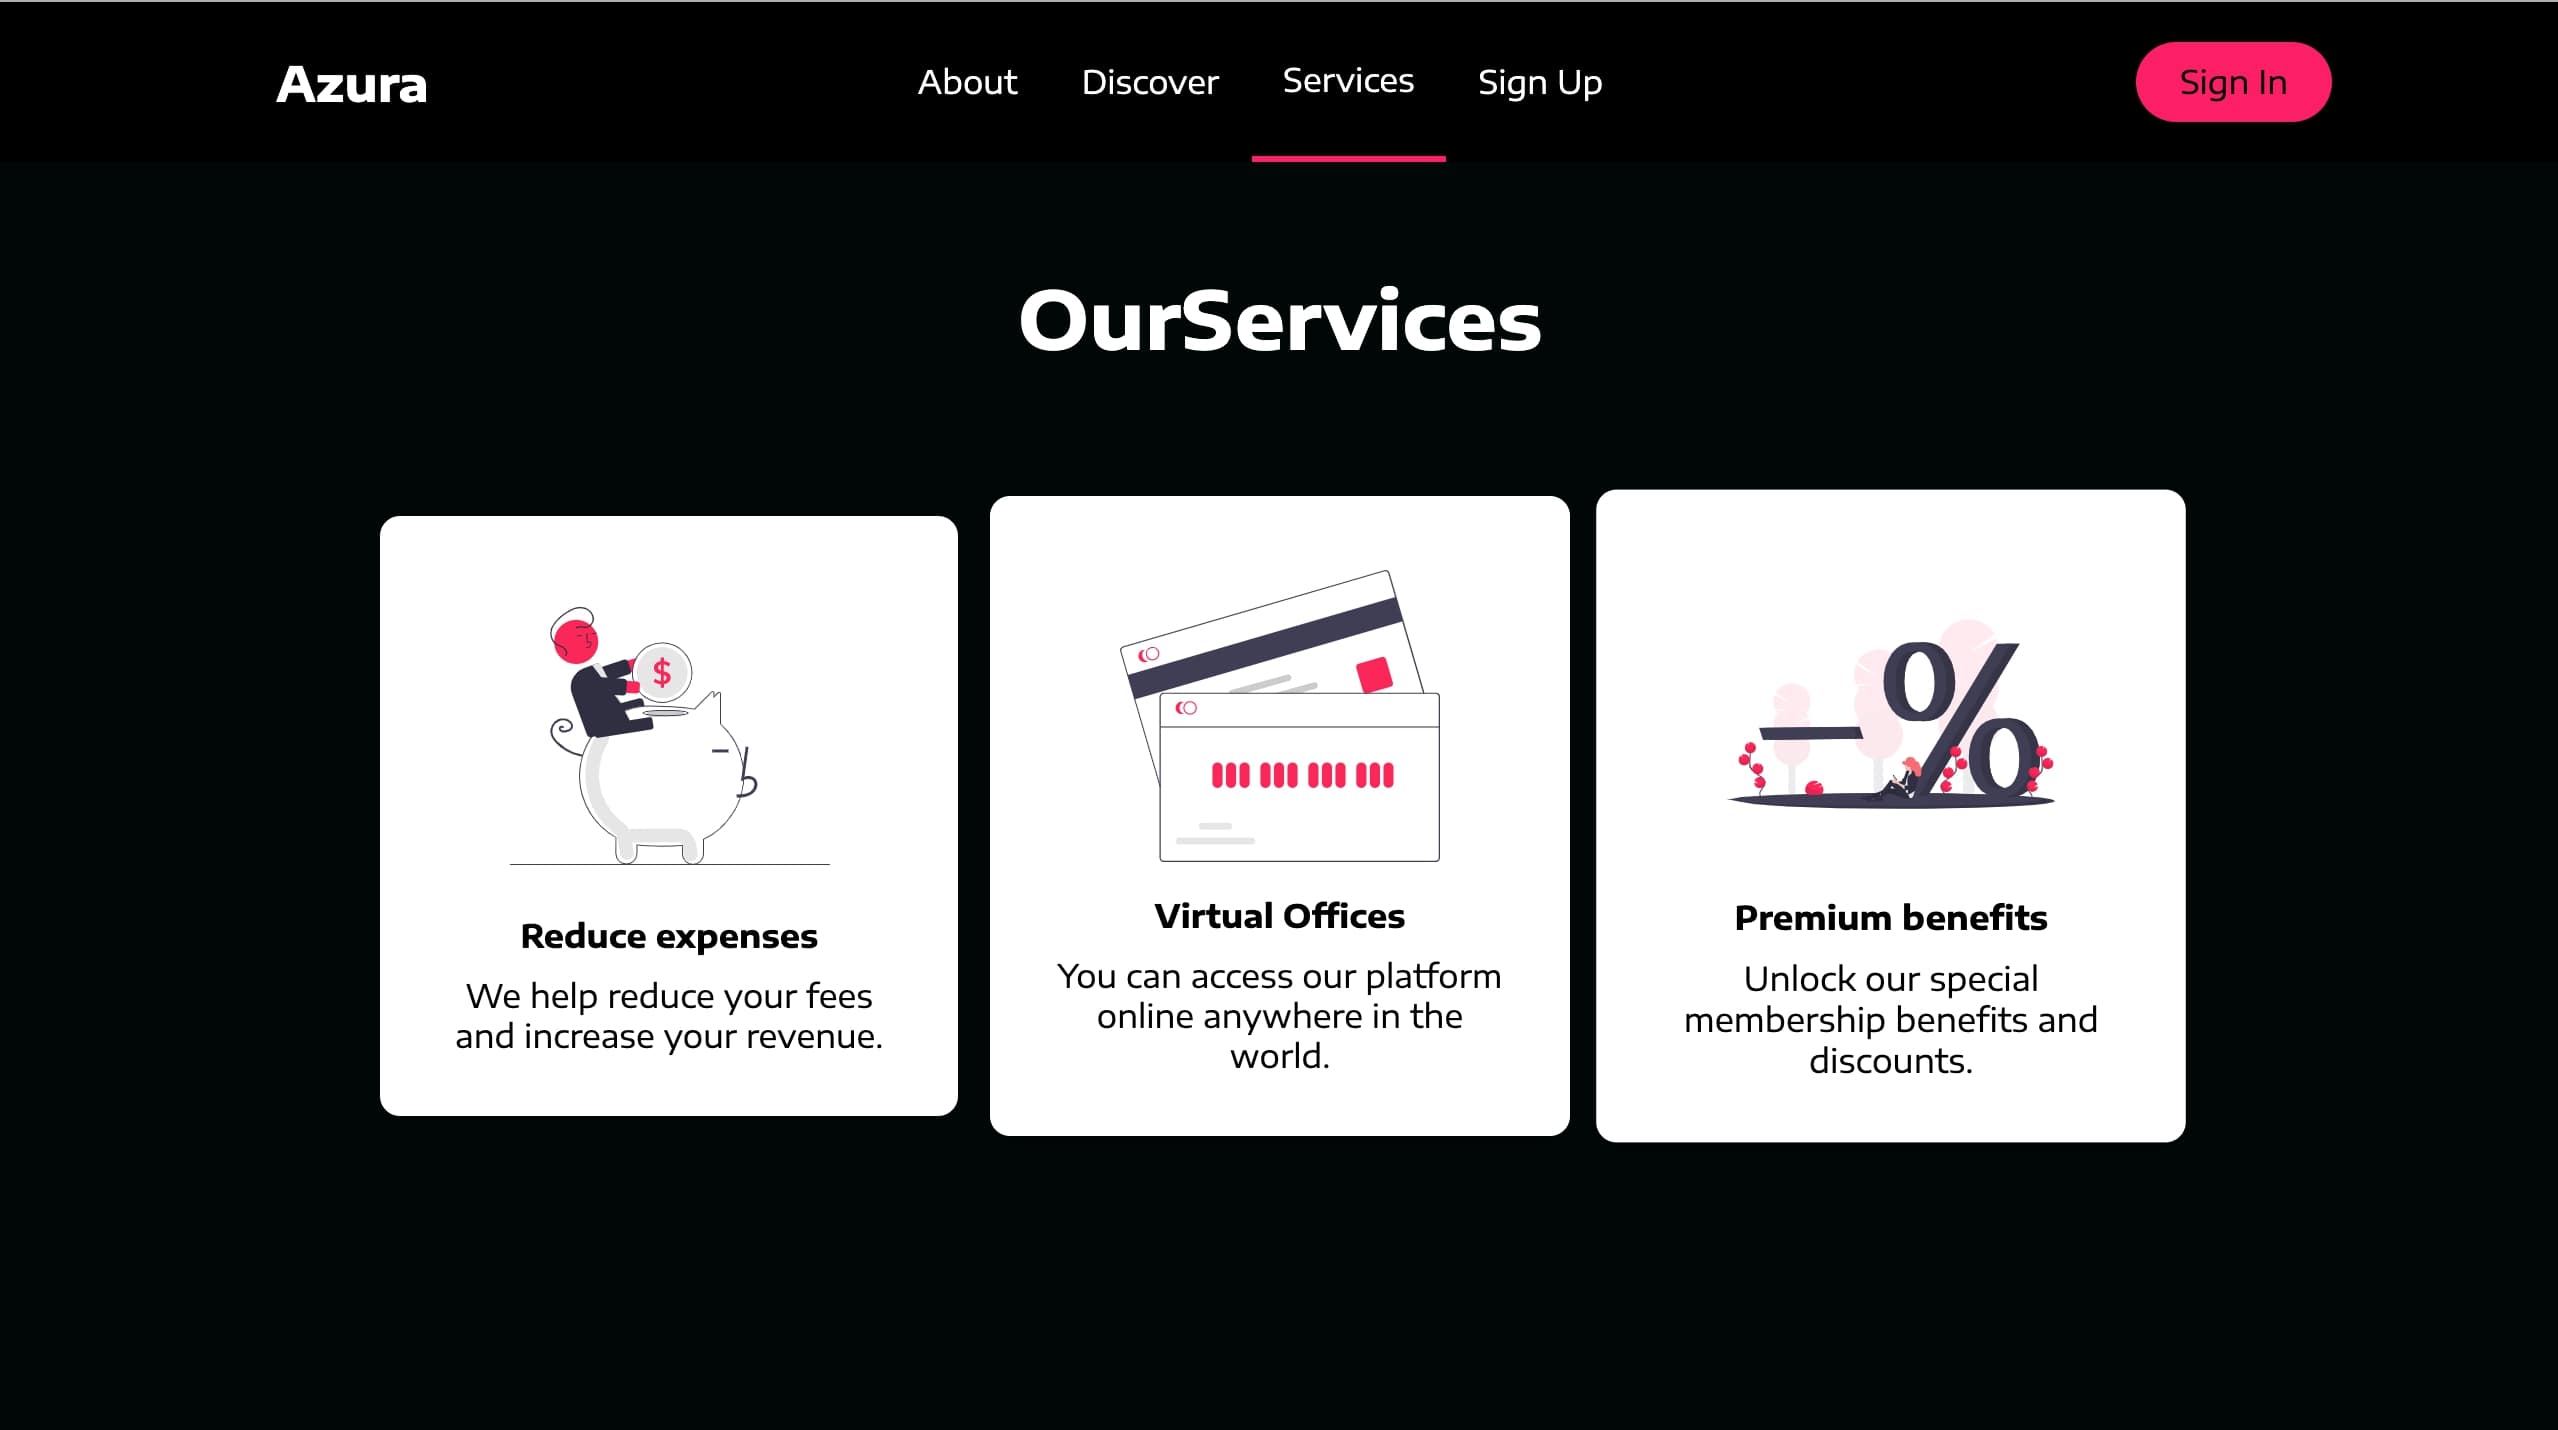 Azura
About Discover Services Sign Up
Sign In
OurServices
$
%
Reduce expenses
We help reduce your fees
and increase your revenue.
Virtual Offices
You can access our platform
online anywhere in the
world.
Premium benefits
Unlock our special
membership benefits and
discounts.